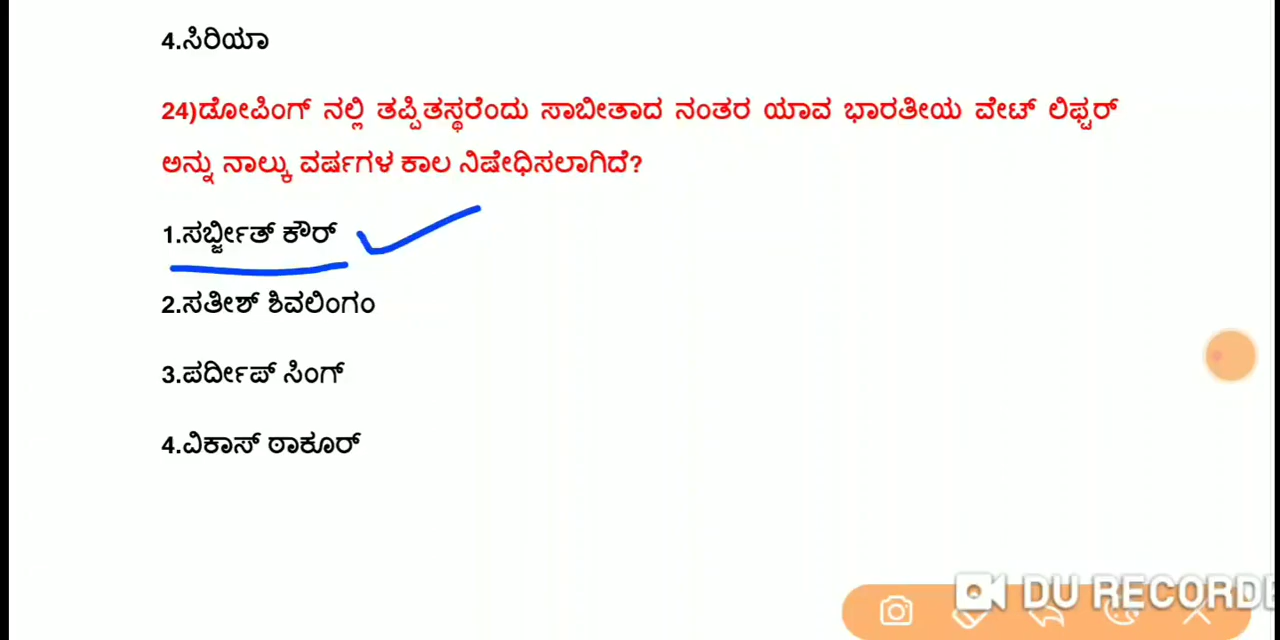 4.ಸಿರಿಯಾ
24)ಡೋಪಿಂಗ್ ನಲ್ಲಿ ತಪ್ಪಿತಸ್ಥರೆಂದು ಸಾಬೀತಾದ ನಂತರ ಯಾವ ಭಾರತೀಯ ವೇಟ್ ಲಿಫ್ಟರ್
ಅನ್ನು ನಾಲ್ಕು ವರ್ಷಗಳ ಕಾಲ ನಿಷೇಧಿಸಲಾಗಿದೆ?
1.ಸರ್ಬ್ಜೀತ್ ಕೌರ್
2.ಸತೀಶ್ ಶಿವಲಿಂಗಂ
3.ಪರ್ದೀಪ್ ಸಿಂಗ್
4.ವಿಕಾಸ್ ಠಾಕೂರ್
DU RECORDE